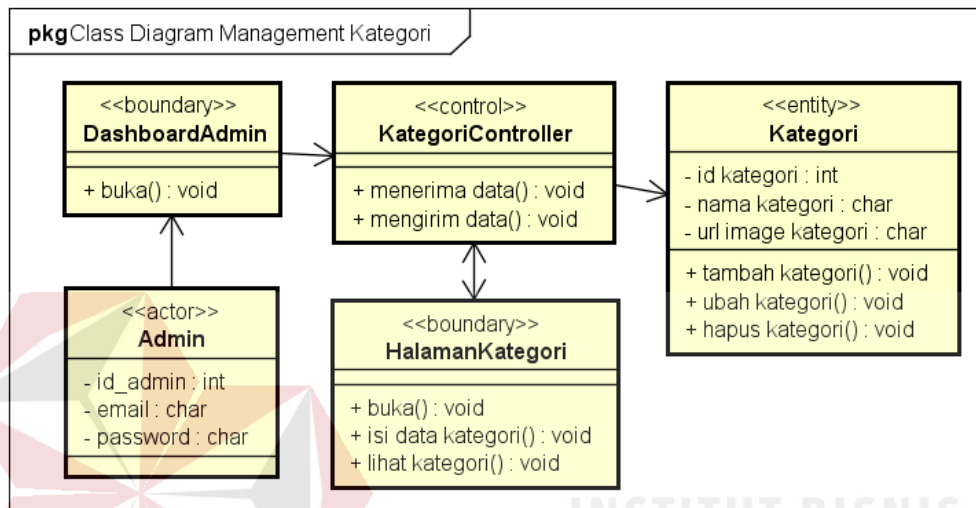 pkg Class Diagram Management Kategori
<<boundary>>
DashboardAdmin
+ buka() : void
<<control>>
KategoriController
+ menerima data() : void
+ mengirim data() : void
<<entity>>
Kategori
- id kategori : int
- nama kategori : char
- url image kategori : char
+ tambah kategori() : void
+ ubah kategori() : void
+ hapus kategori() : void
<<actor>>
Admin
- id_admin : int
- email : char
- password : char
<<boundary>>
HalamanKategori
+ buka() : void
+ isi data kategori() : void
+ lihat kategori() : void
INSTITUT BISNIS